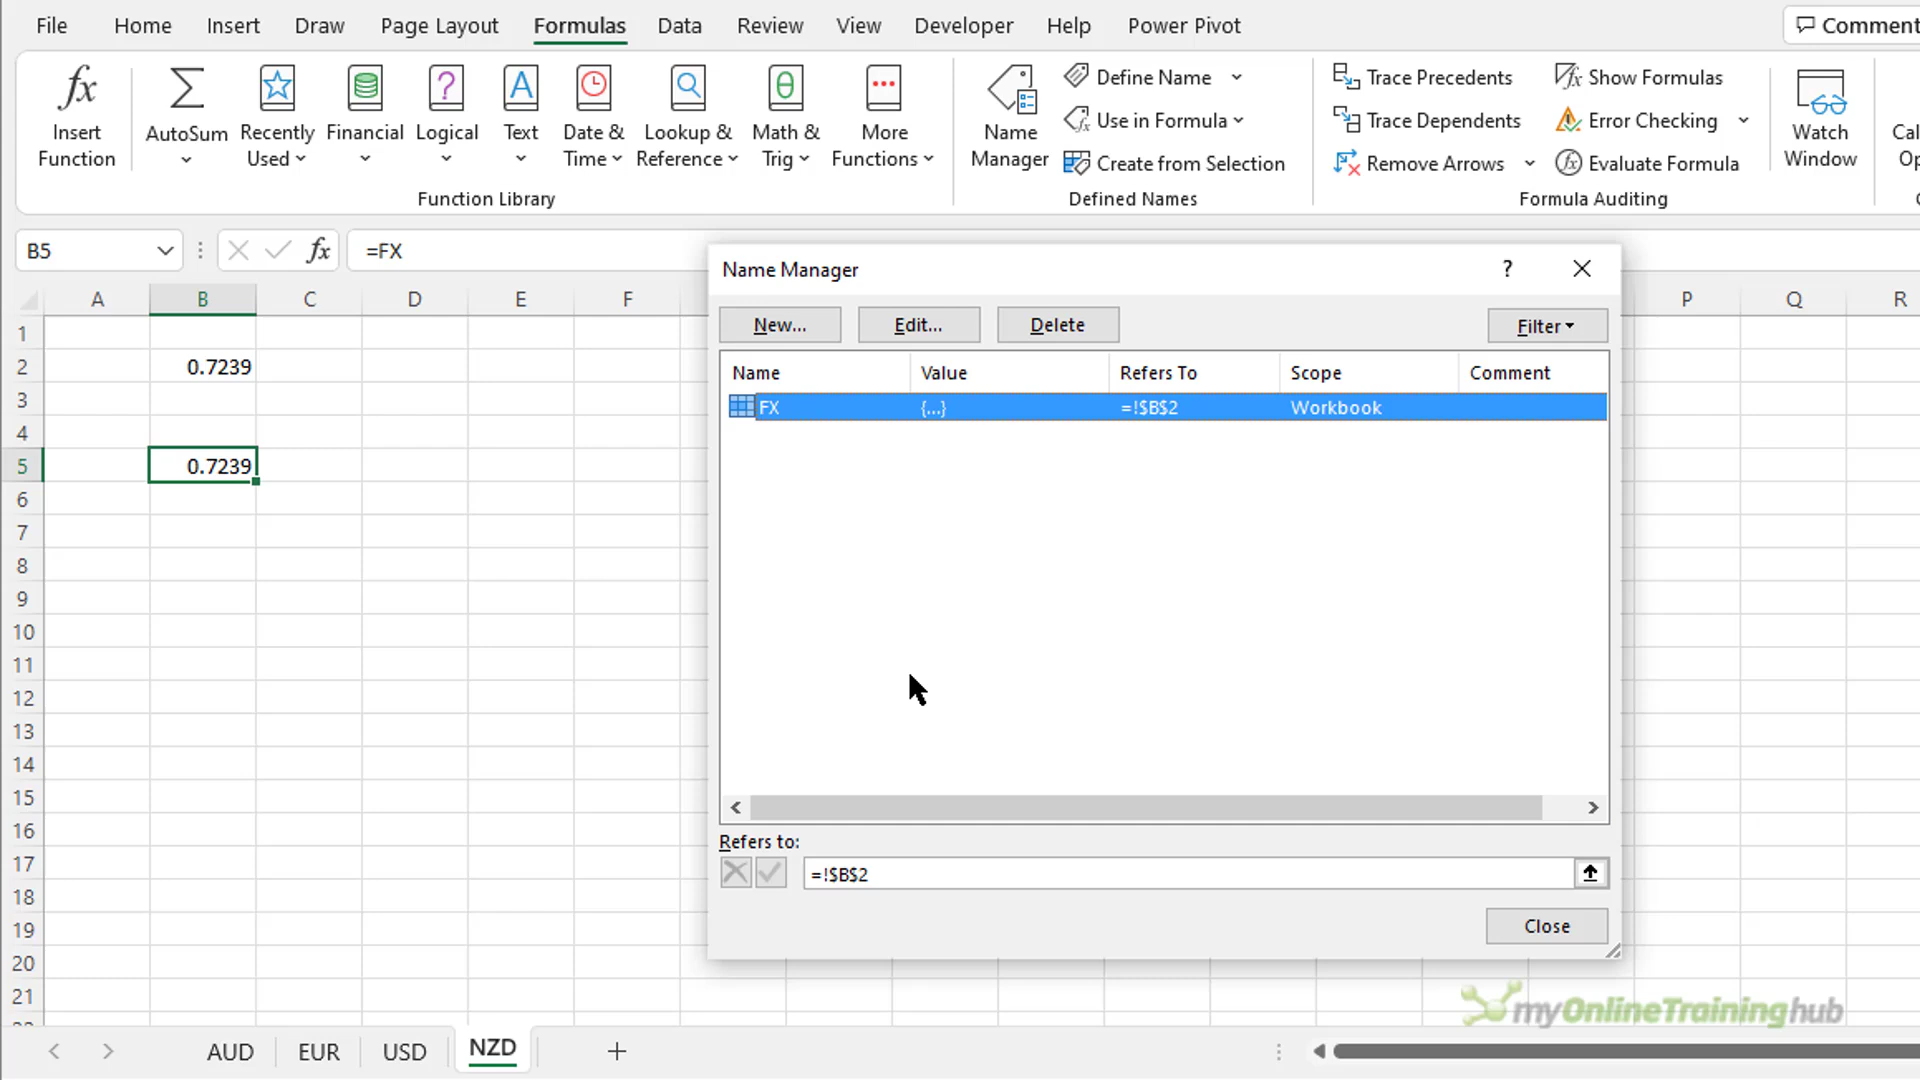 File Home Insert Draw Page Layout Formulas Data Review View Developer Help Power Pivot
Insert Function
AutoSum
Recently Used
Financial
Logical
Text
Date & Time
Lookup & Reference
Math & Trig
More Functions
Function Library
Name Manager
Define Name
Use in Formula
Create from Selection
Defined Names
Trace Precedents
Trace Dependents
Remove Arrows
Show Formulas
Error Checking
Evaluate Formula
Formula Auditing
Watch Window
B5
fx
=FX
A B C D E F P Q R
1
2 0.7239
3
4
5 0.7239
6
7
8
9
10
11
12
13
14
15
16
17
18
19
20
21
Name Manager ?
New... Edit... Delete Filter
Name Value Refers To Scope Comment
FX {...} =!$B$2 Workbook
Refers to:
=!$B$2
Close
myOnlineTraininghub
AUD EUR USD NZD